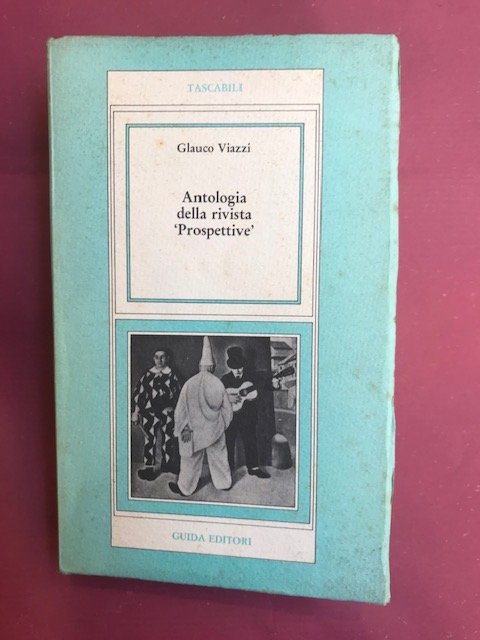 TASCABILI
Glauco Viazzi
Antologia
della rivista
‘Prospettive’
GUIDA EDITORI